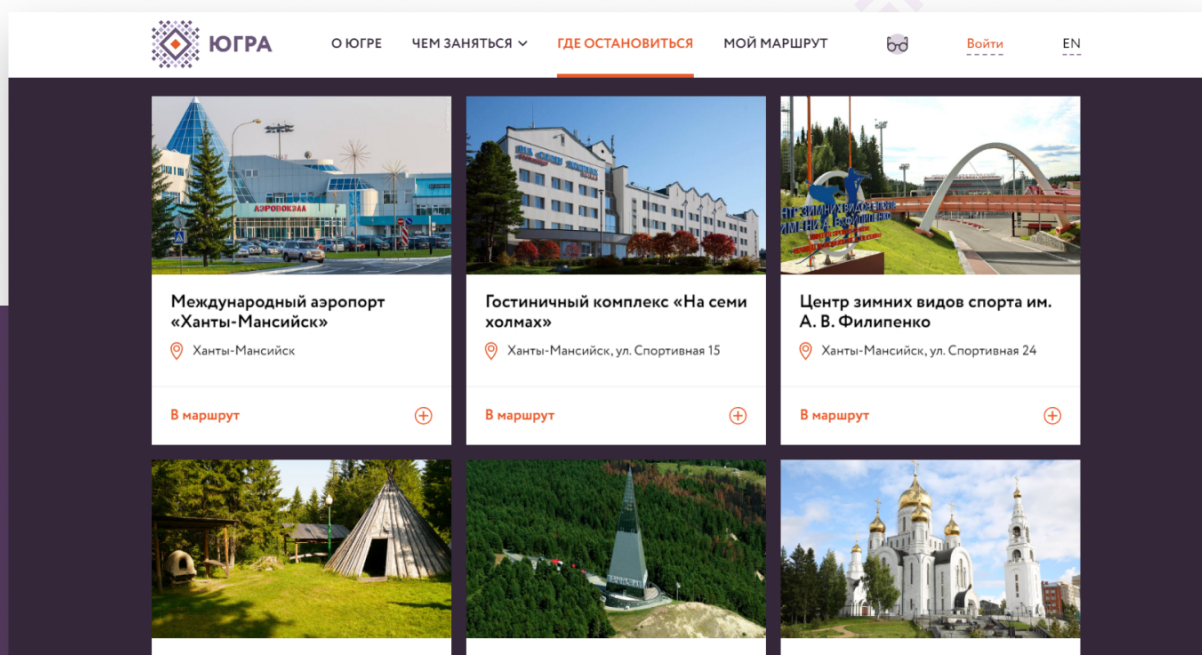 ЮГРА
О ЮГРЕ ЧЕМ ЗАНЯТЬСЯ ГДЕ ОСТАНОВИТЬСЯ МОЙ МАРШРУТ Войти EN
АЭРОВОКЗАЛ
ИМЕНИ А. В. ФИЛИПЕНКО
Международный аэропорт
«Ханты-Мансийск»
Ханты-Мансийск
В маршрут
Гостиничный комплекс «На семи
холмах»
Ханты-Мансийск, ул. Спортивная 15
В маршрут
Центр зимних видов спорта им.
А. В. Филипенко
Ханты-Мансийск, ул. Спортивная 24
В маршрут